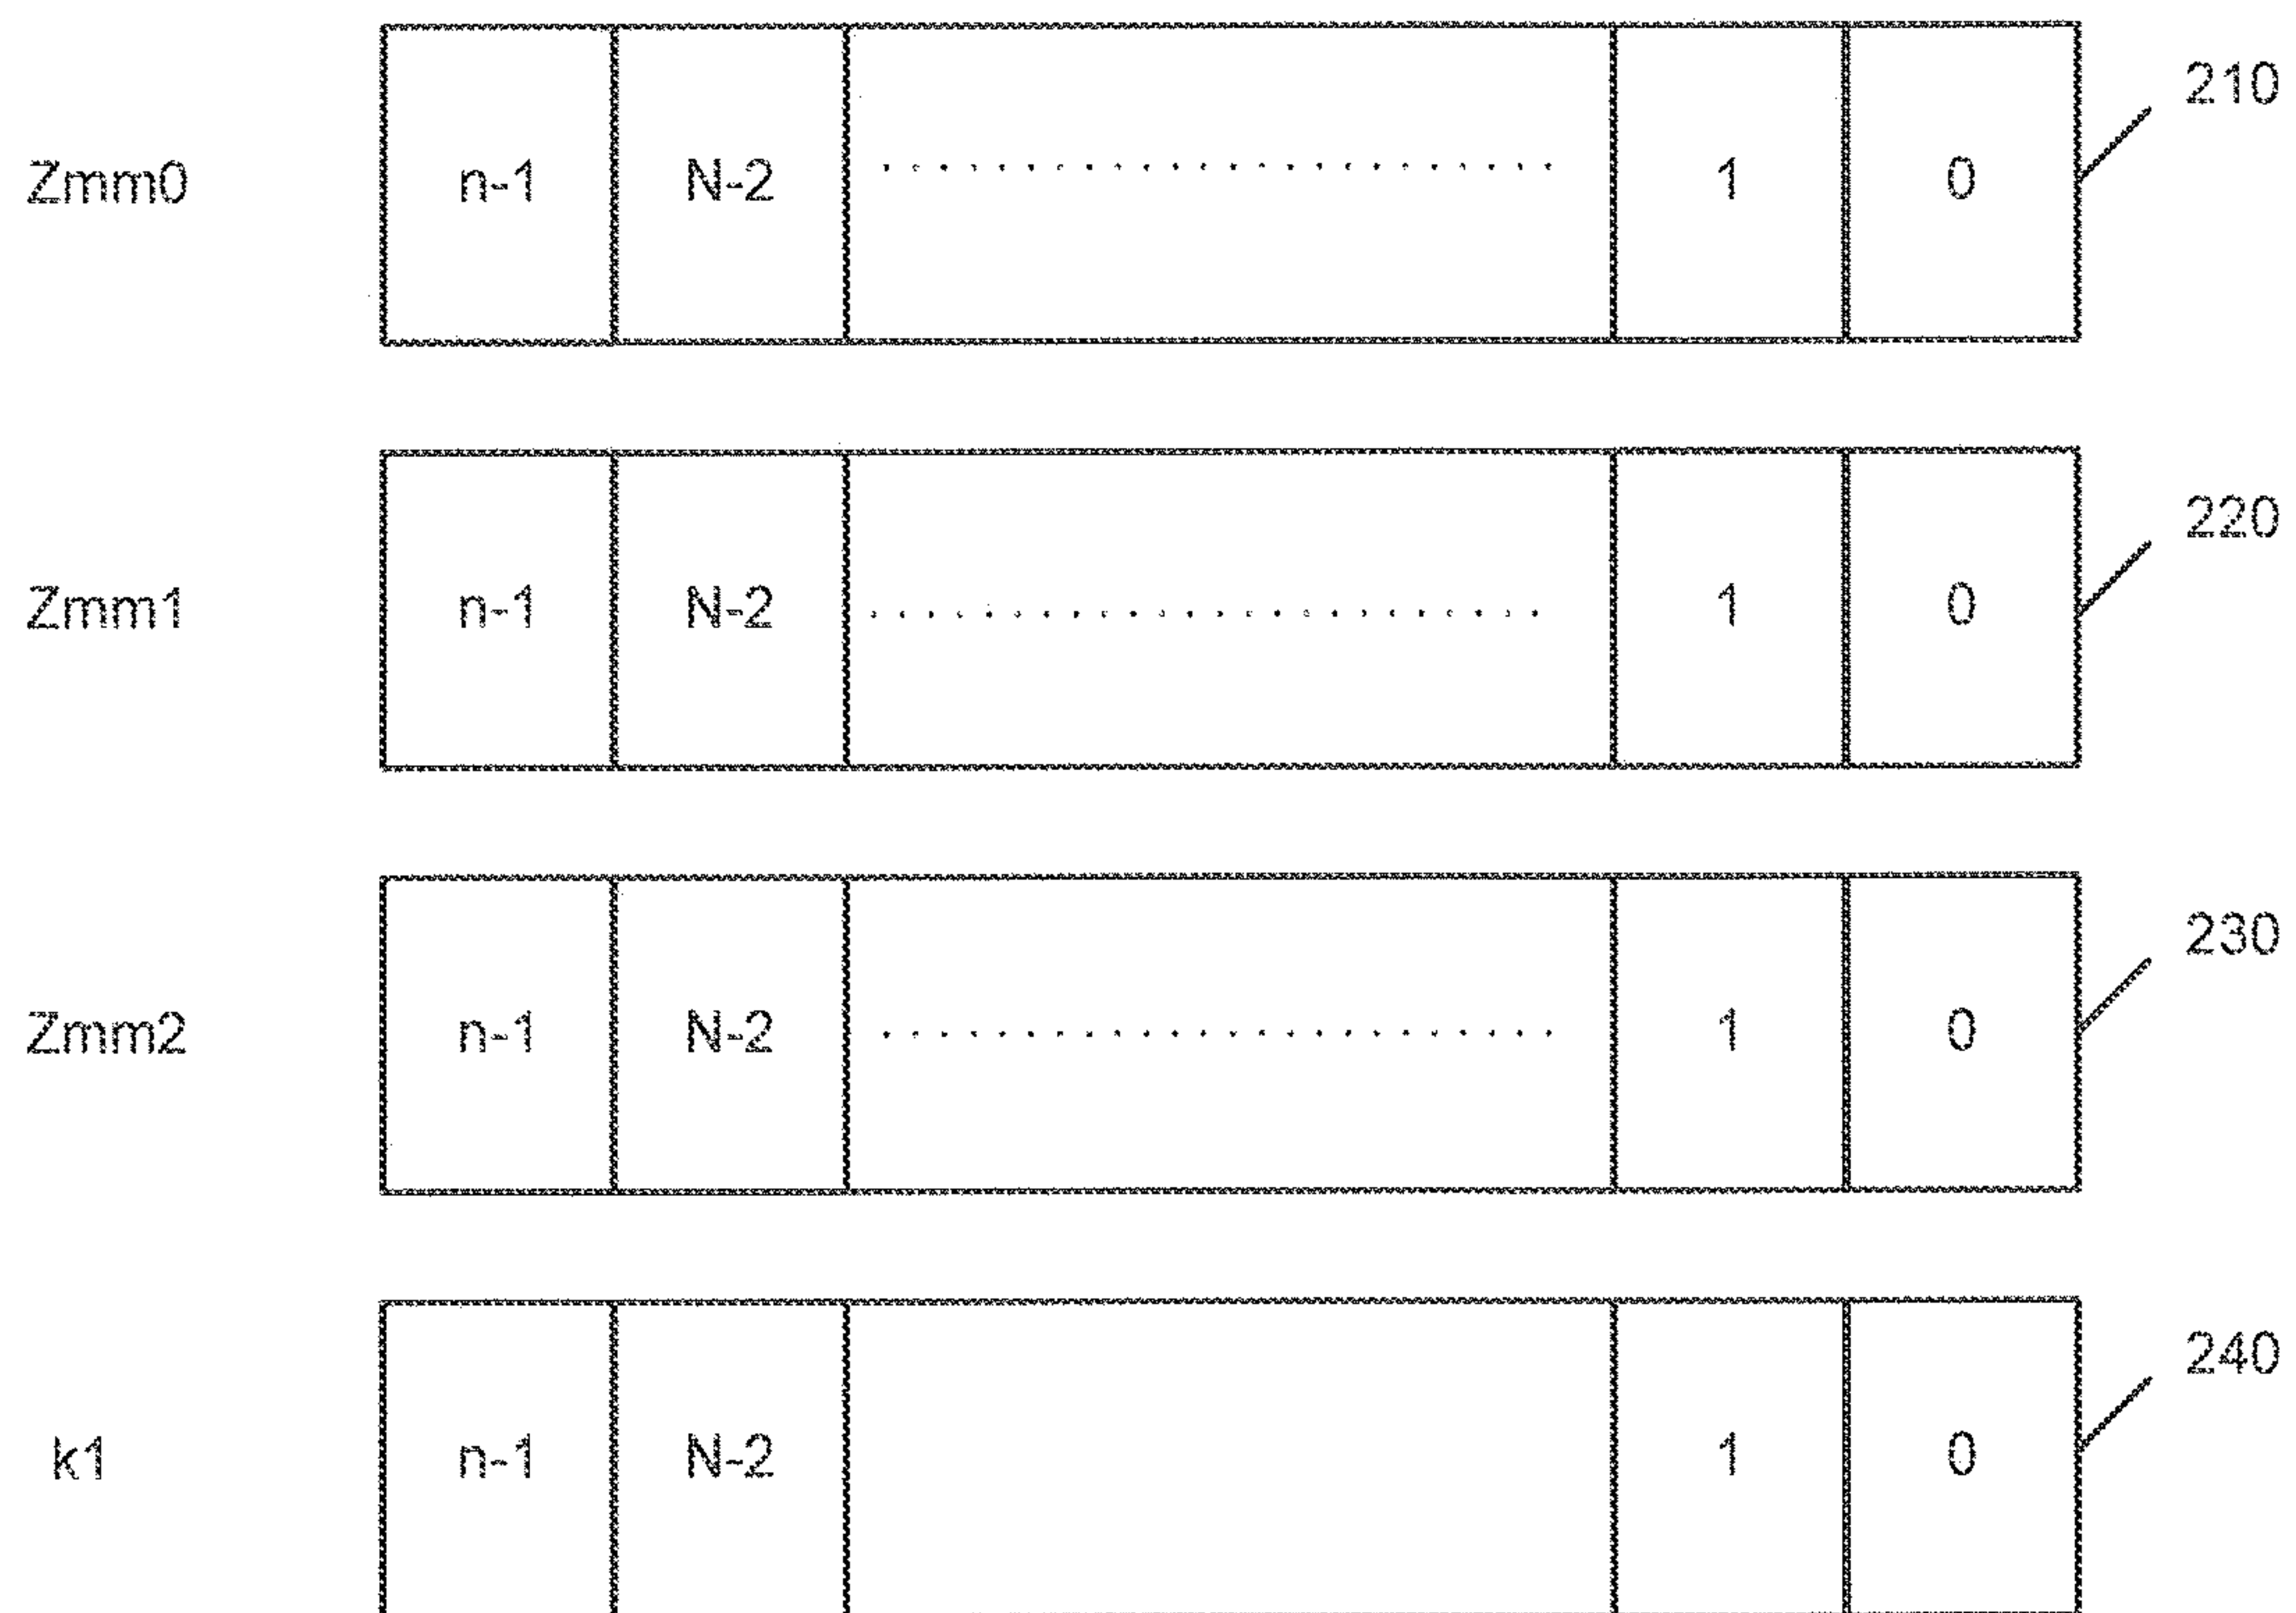 210
Zmm0 n-1 N-2 ........................ 1 0
220
Zmm1 n-1 N-2 ........................ 1 0
230
Zmm2 n-1 N-2 ........................ 1 0
240
k1 n-1 N-2 1 0